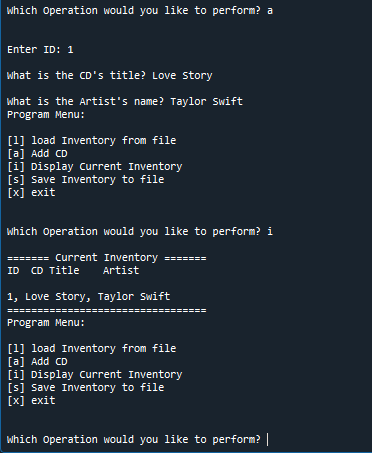 Which Operation would you like to perform? a
Enter ID: 1
What is the CD's title? Love Story
What is the Artist's name? Taylor Swift
Program Menu:
[l] load Inventory from file
[a] Add CD
[i] Display Current Inventory
[s] Save Inventory to file
[x] exit
Which Operation would you like to perform? i
======= Current Inventory =======
ID  CD Title    Artist
1, Love Story, Taylor Swift
=================================
Program Menu:
[l] load Inventory from file
[a] Add CD
[i] Display Current Inventory
[s] Save Inventory to file
[x] exit
Which Operation would you like to perform?